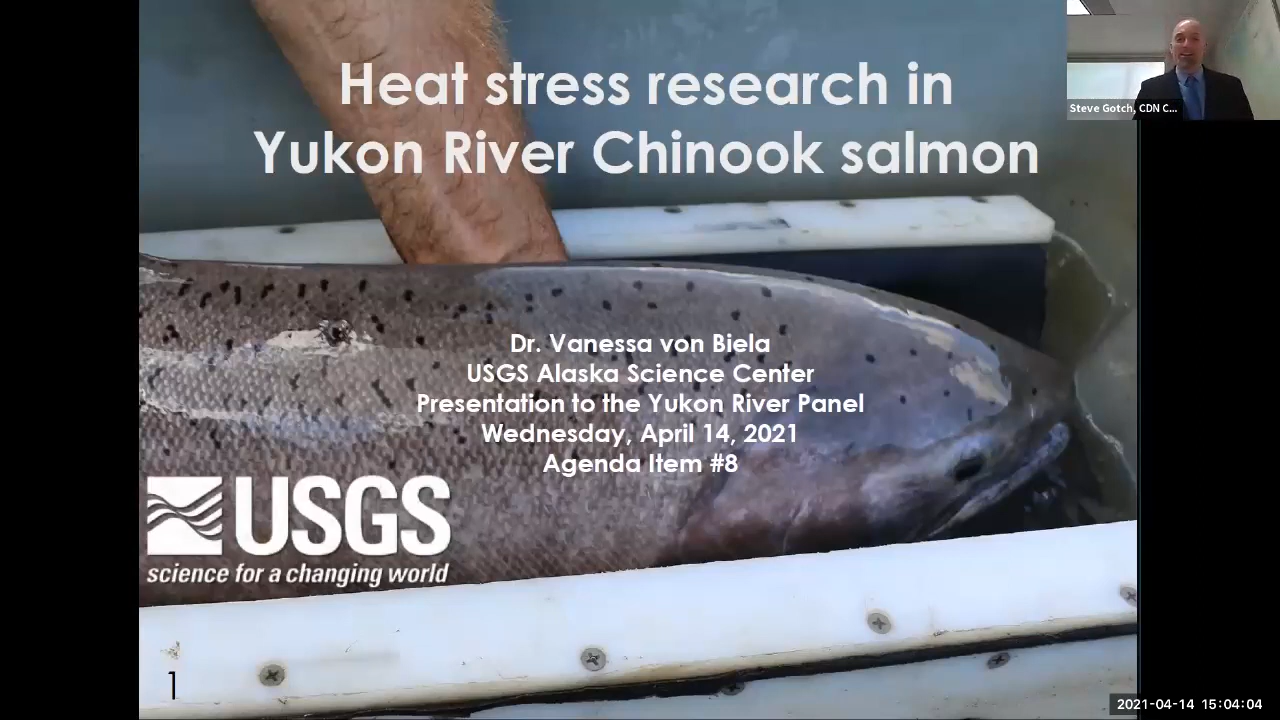 Heat stress research in
Yukon River Chinook salmon
Steve Gotch, CDN C...
Dr. Vanessa von Biela
USGS Alaska Science Center
Presentation to the Yukon River Panel
Wednesday, April 14, 2021
Agenda Item #8
USGS
science for a changing world
1
2021-04-14 15:04:04